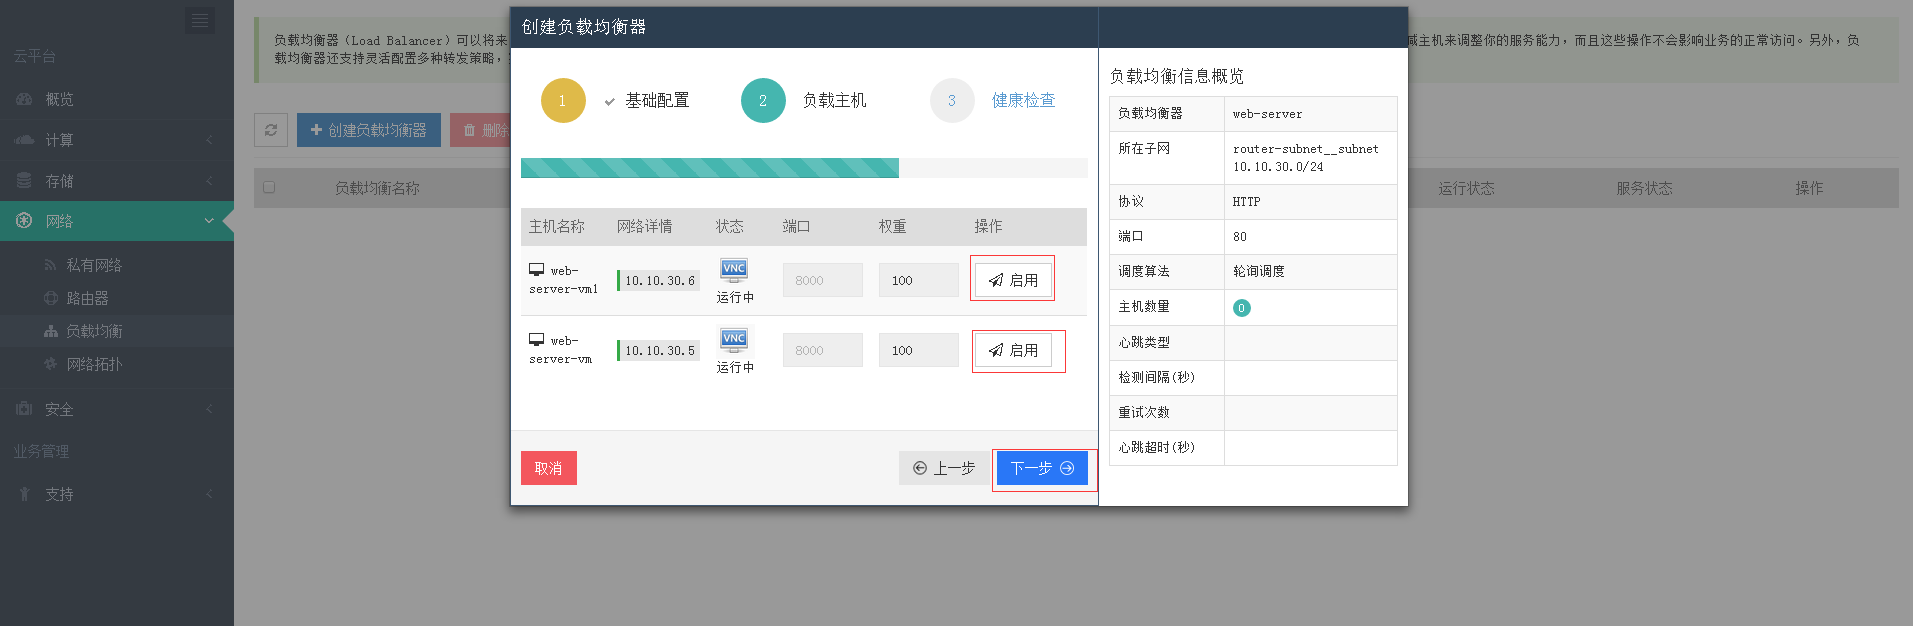 云平台
概览
计算
存储
网络
私有网络
路由器
负载均衡
网络拓扑
安全
业务管理
支持
负载均衡器（Load Balancer）可以将来
减主机来调整你的服务能力，而且这些操作不会影响业务的正常访问。另外，负
载均衡器还支持灵活配置多种转发策略，
创建负载均衡器
删除
负载均衡名称
运行状态
服务状态
操作
创建负载均衡器
1 基础配置
2 负载主机
3 健康检查
主机名称 网络详情 状态 端口 权重 操作
web-
server-vm1
10.10.30.6
VNC
运行中
8000
100
启用
web-
server-vm
10.10.30.5
VNC
运行中
8000
100
启用
取消
上一步
下一步
负载均衡信息概览
负载均衡器 web-server
所在子网 router-subnet__subnet
10.10.30.0/24
协议 HTTP
端口 80
调度算法 轮询调度
主机数量 0
心跳类型
检测间隔(秒)
重试次数
心跳超时(秒)